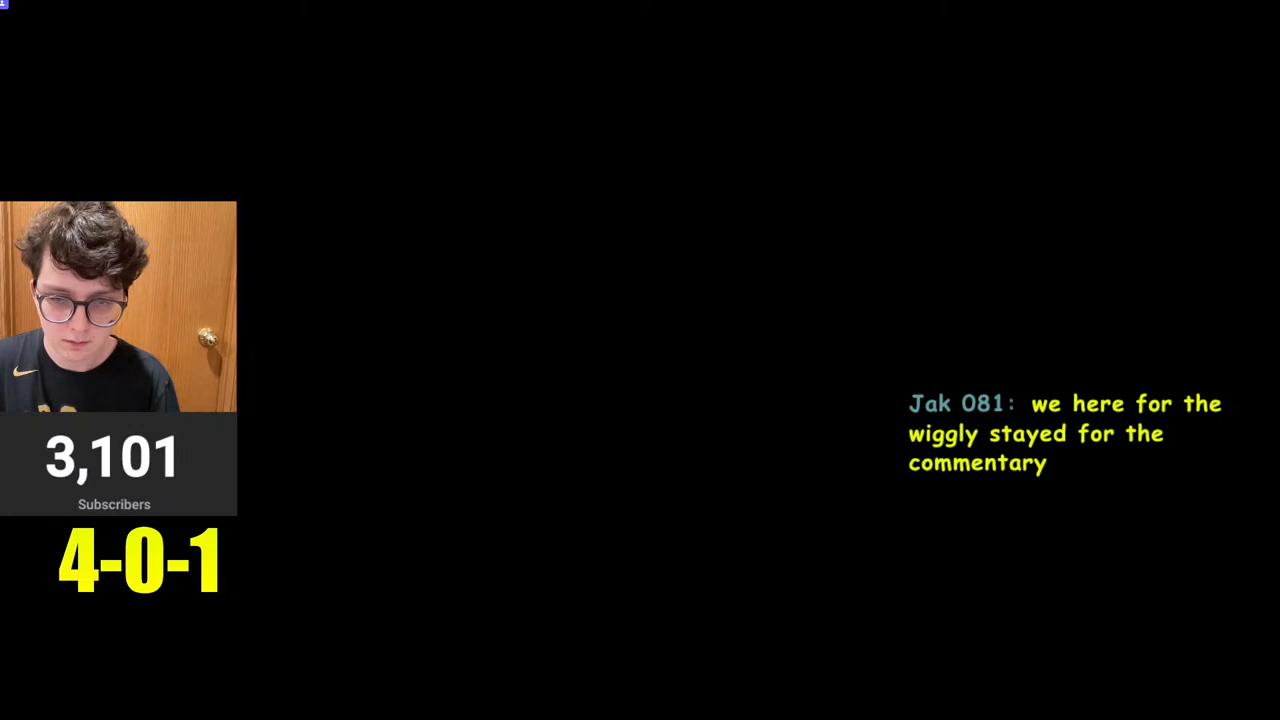 Jak 081: we here for the
wiggly stayed for the
commentary
3,101
Subscribers
4-0-1